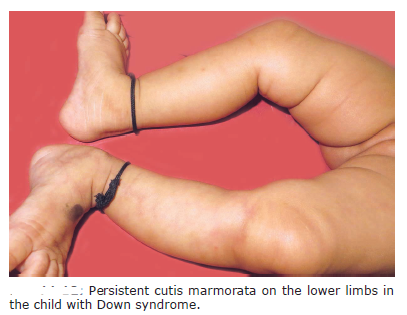 : Persistent cutis marmorata on the lower limbs in
the child with Down syndrome.